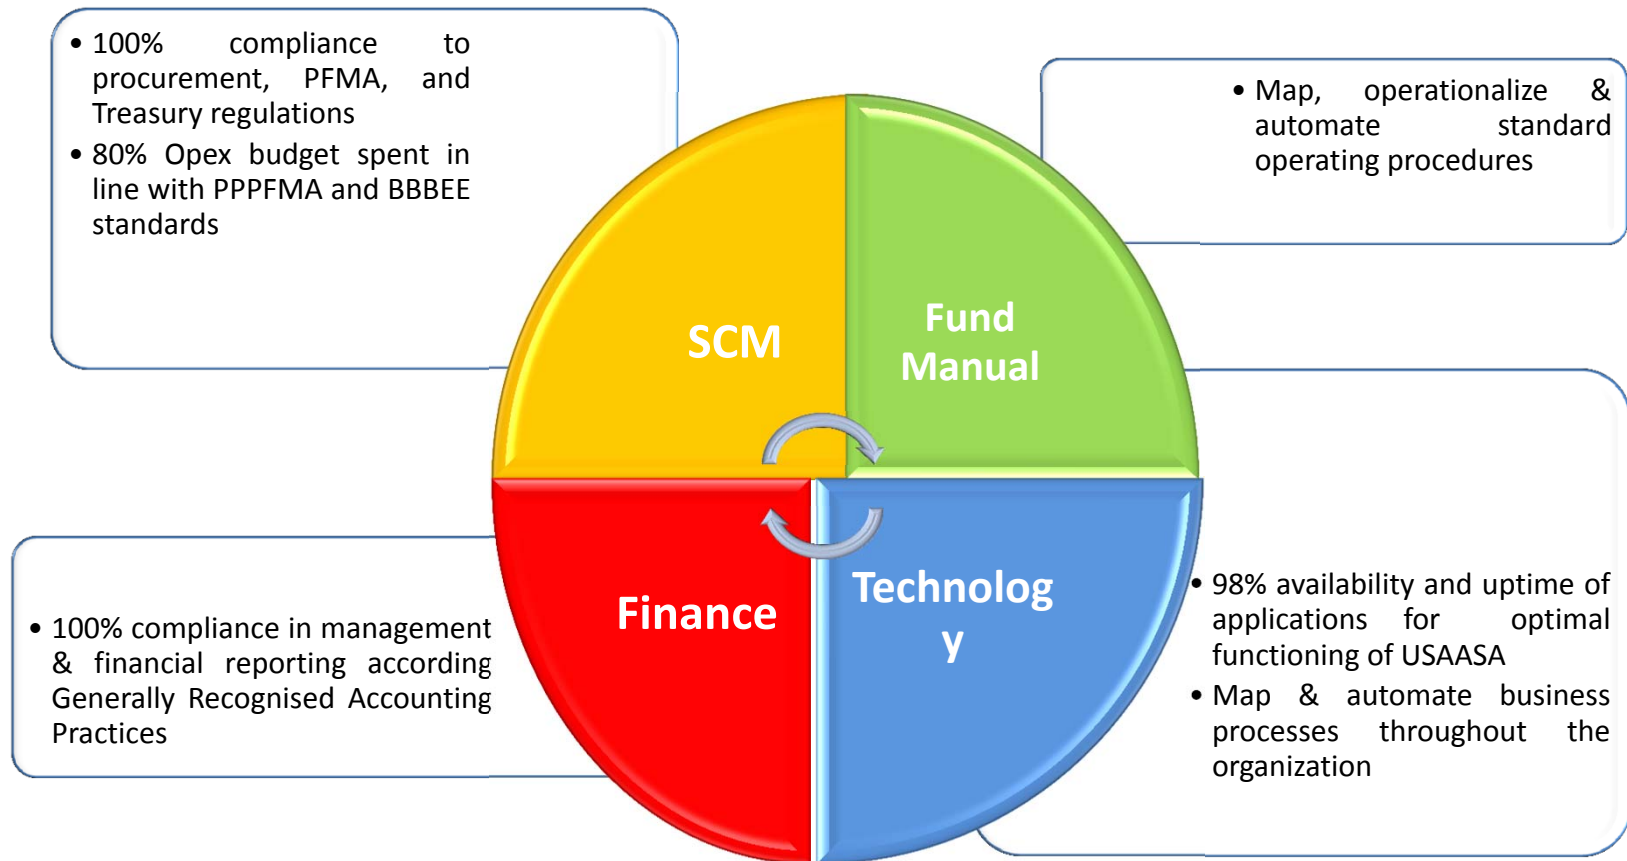 • 100% compliance to
procurement, PFMA, and
Treasury regulations
• 80% Opex budget spent in
line with PPPFMA and BBBEE
standards
• Map, operationalize &
automate standard
operating procedures
SCM
Fund
Manual
Finance
Technolog
y
• 100% compliance in management
& financial reporting according
Generally Recognised Accounting
Practices
• 98% availability and uptime of
applications for optimal
functioning of USAASA
• Map & automate business
processes throughout the
organization